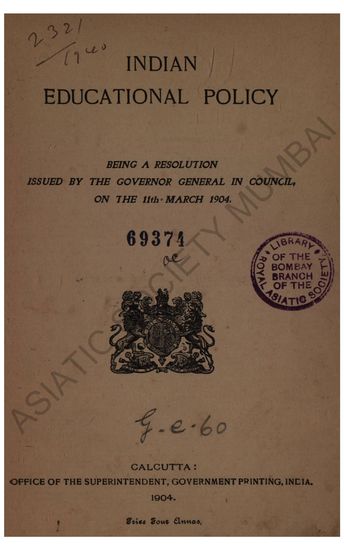 2321
1940
INDIAN
EDUCATIONAL POLICY
BEING A RESOLUTION
ISSUED BY THE GOVERNOR GENERAL IN COUNCIL,
ON THE 11th MARCH 1904.
69374
LIBRARY
OF THE
BOMBAY
BRANCH
OF THE
ROYAL ASIATIC SOCIETY
ASIATIC SOCIETY MUMBAI
G.e.60
CALCUTTA:
OFFICE OF THE SUPERINTENDENT, GOVERNMENT PRINTING, INDIA.
1904.
Price Four Annas.